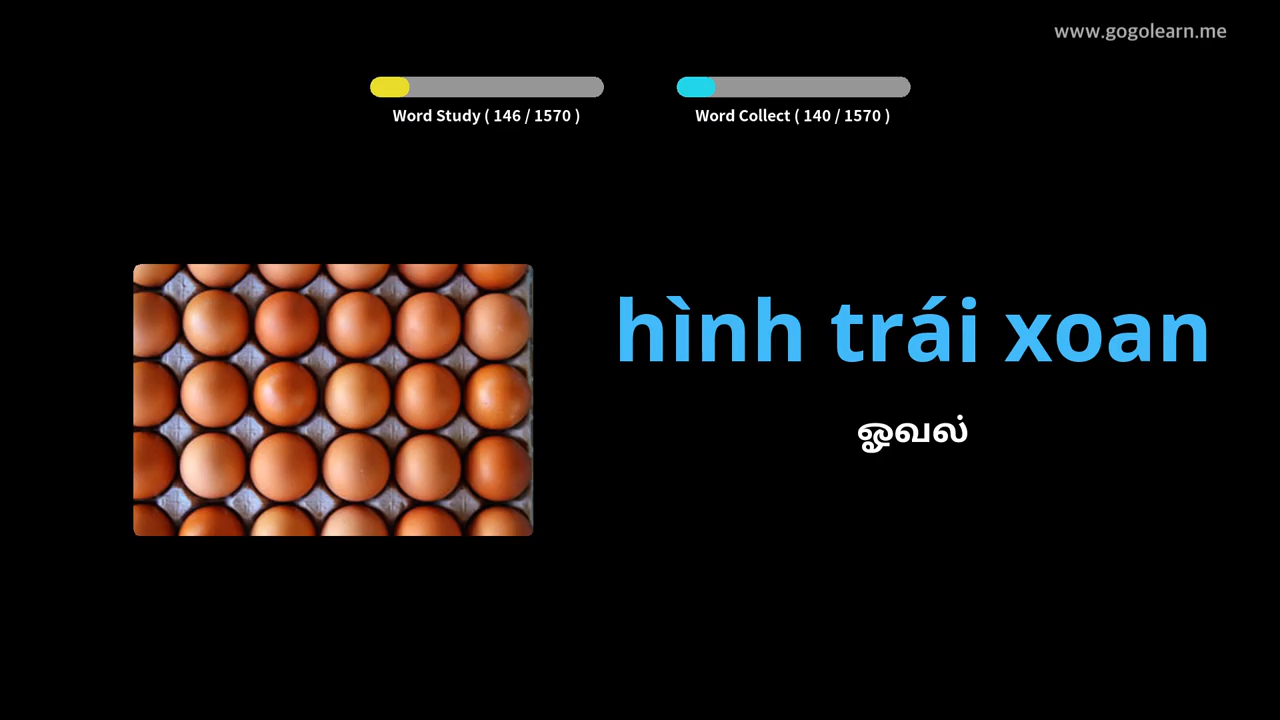 www.gogolearn.me
Word Study ( 146 / 1570 )
Word Collect ( 140 / 1570 )
hình trái xoan
ஓவல்